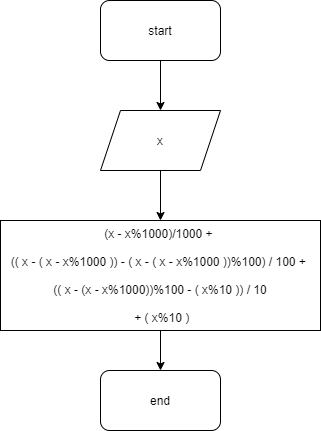 start
x
(x - x%1000)/1000 +
(( x - ( x - x%1000 )) - ( x - ( x - x%1000 ))%100) / 100 +
(( x - (x - x%1000))%100 - ( x%10 )) / 10
+ ( x%10 )
end